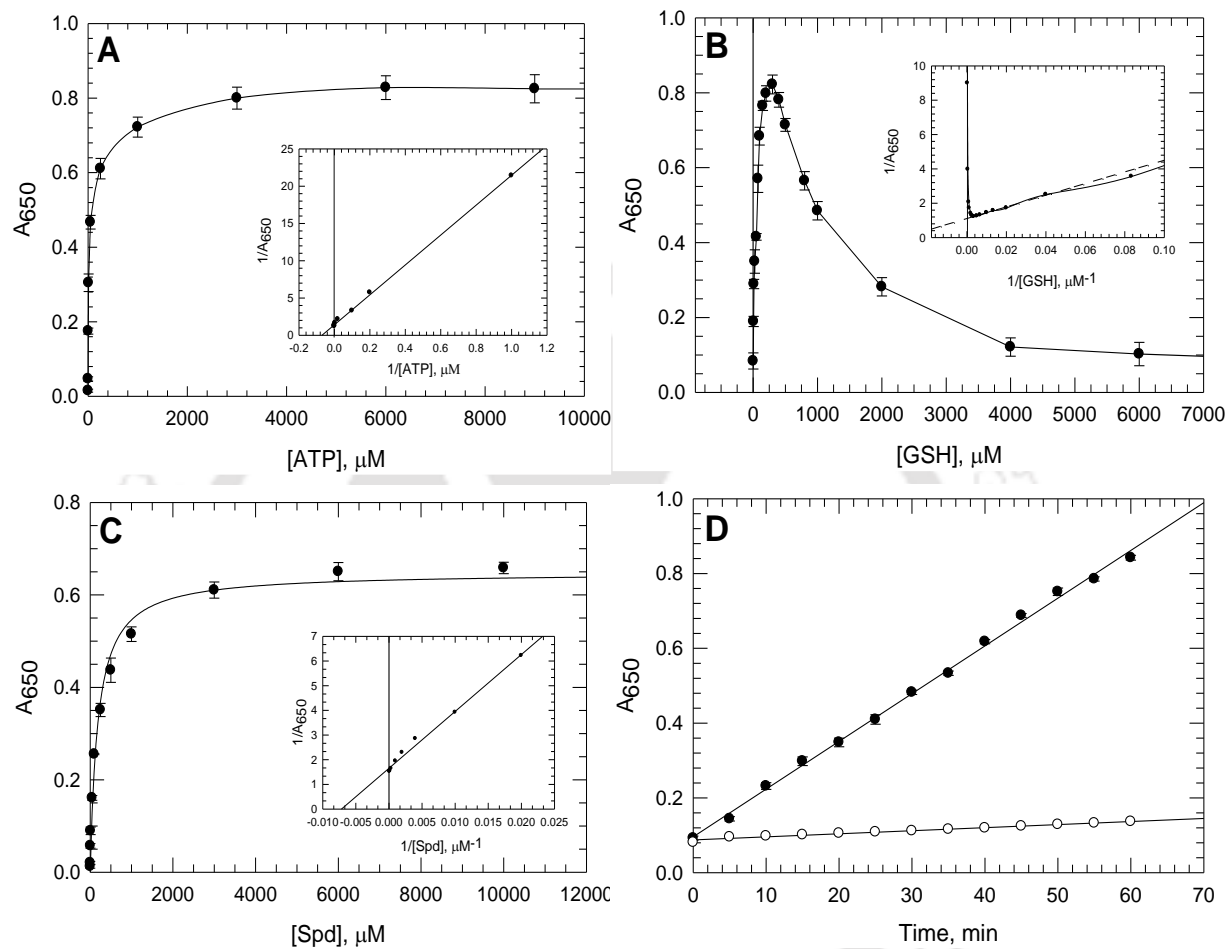 A
A650
1.0
0.8
0.6
0.4
0.2
0.0
0 2000 4000 6000 8000 10000
[ATP], μM
1/A650
25
20
15
10
5
0
-0.2 0.0 0.2 0.4 0.6 0.8 1.0 1.2
1/[ATP], μM
B
A650
1.0
0.8
0.6
0.4
0.2
0.0
0 1000 2000 3000 4000 5000 6000 7000
[GSH], μM
1/A650
10
8
6
4
2
0
0.00 0.02 0.04 0.06 0.08 0.10
1/[GSH], μM-1
C
A650
0.8
0.6
0.4
0.2
0.0
0 2000 4000 6000 8000 10000 12000
[Spd], μM
1/A650
7
6
5
4
3
2
1
0
-0.010 -0.005 0.000 0.005 0.010 0.015 0.020 0.025
1/[Spd], μM-1
D
A650
1.0
0.8
0.6
0.4
0.2
0.0
0 10 20 30 40 50 60 70
Time, min